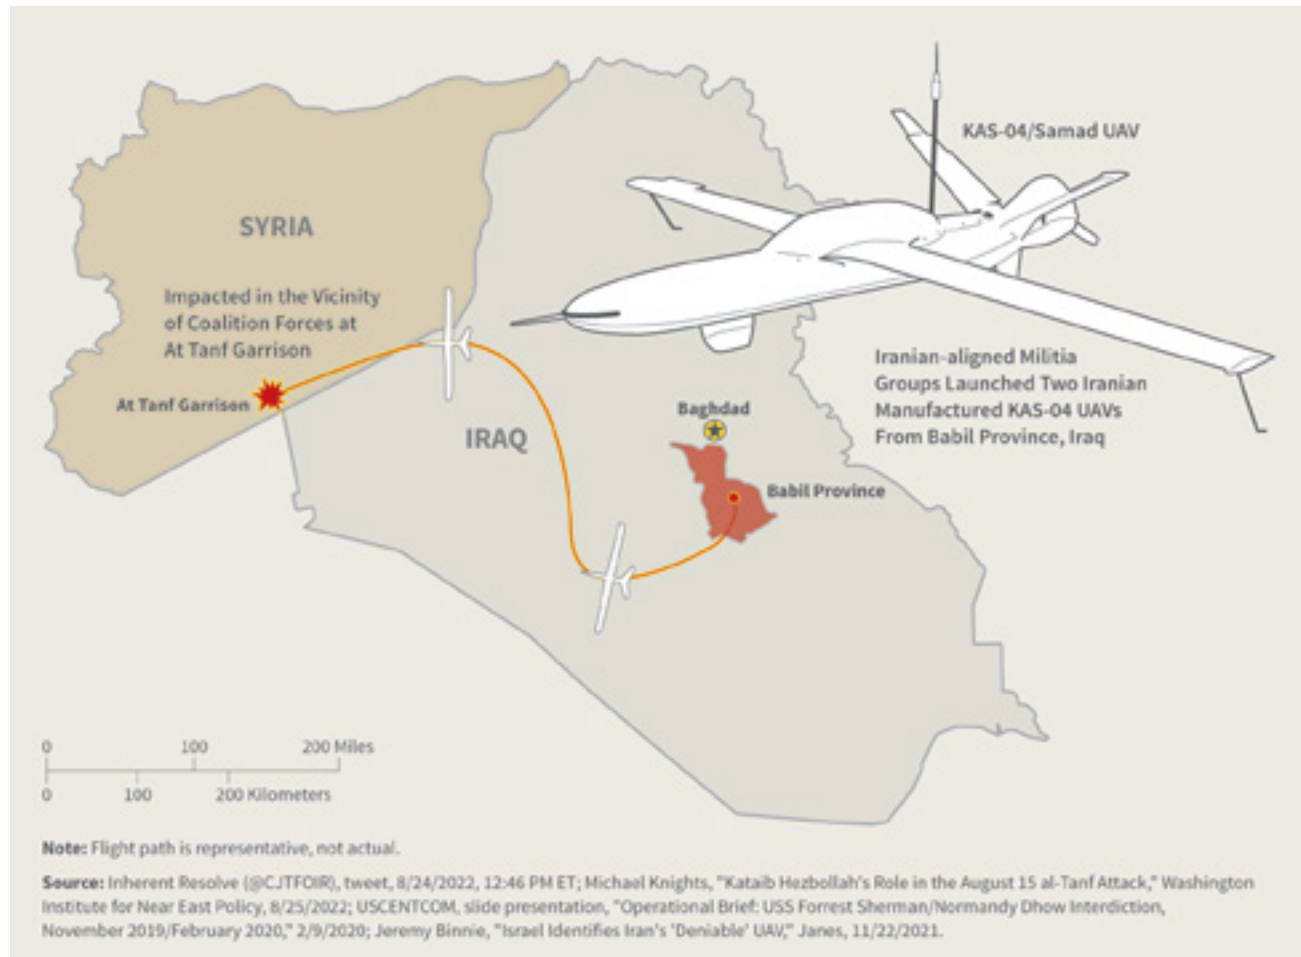 KAS-04/Samad UAV
SYRIA
Impacted in the Vicinity
of Coalition Forces at
At Tanf Garrison
At Tanf Garrison
IRAQ
Iranian-aligned Militia
Groups Launched Two Iranian
Manufactured KAS-04 UAVs
From Babil Province, Iraq
Baghdad
Babil Province
0 100 200 Miles
0 100 200 Kilometers
Note: Flight path is representative, not actual.
Source: Inherent Resolve (@CJTFOIR), tweet, 8/24/2022, 12:46 PM ET; Michael Knights, "Kataib Hezbollah's Role in the August 15 al-Tanf Attack," Washington
Institute for Near East Policy, 8/25/2022; USCENTCOM, slide presentation, "Operational Brief: USS Forrest Sherman/Normandy Dhow Interdiction,
November 2019/February 2020," 2/9/2020; Jeremy Binnie, "Israel Identifies Iran's 'Deniable' UAV," Janes, 11/22/2021.